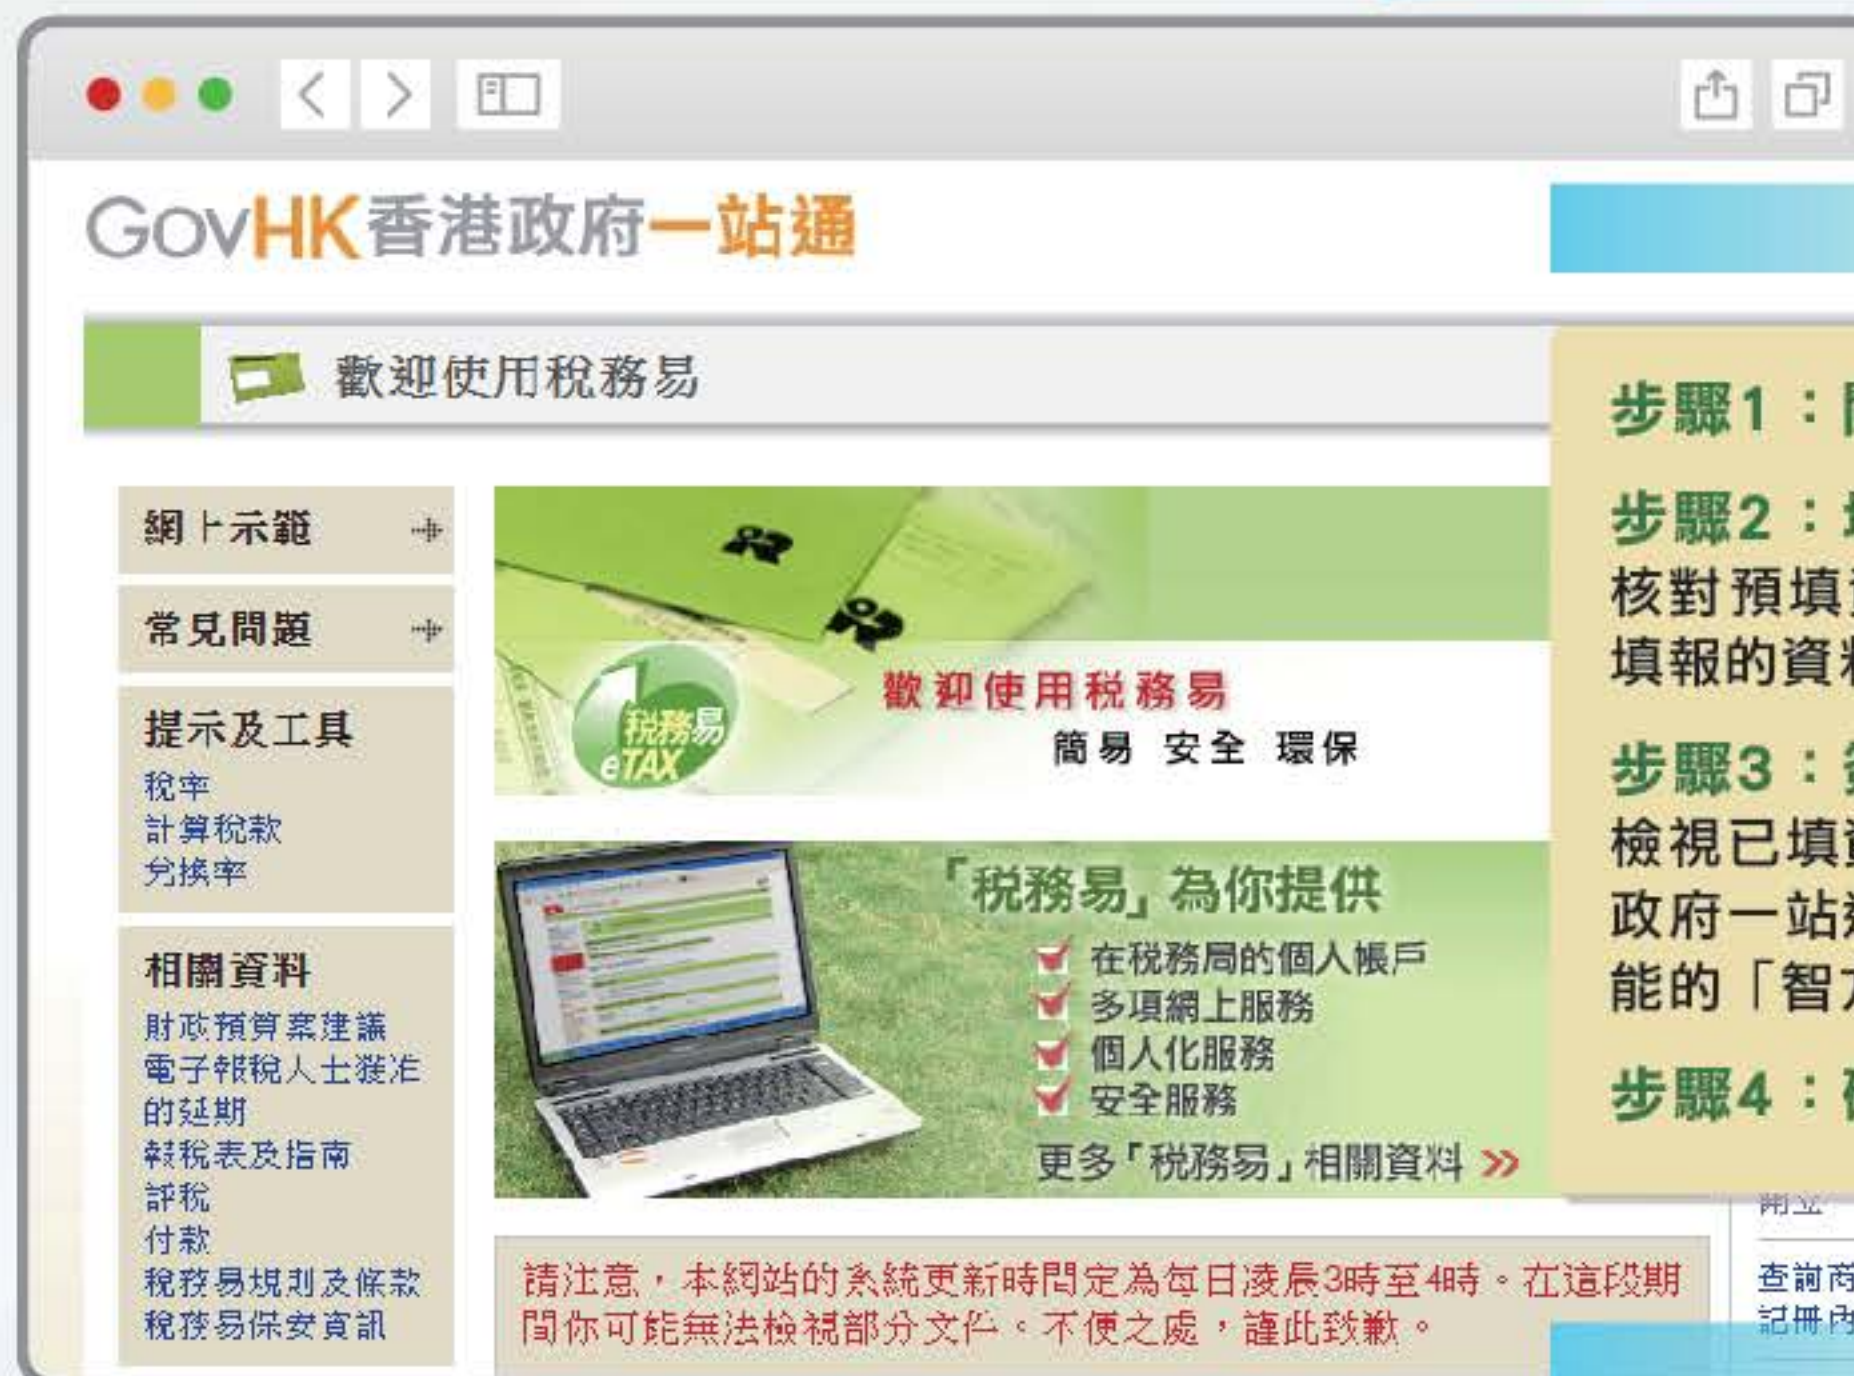 GovHK香港政府一站通
歡迎使用稅務易
網上示範
常見問題
提示及工具
稅率
計算稅款
兌換率
相關資料
財政預算案建議
電子報稅人士獲准
的延期
報稅表及指南
評稅
付款
稅務易規則及條款
稅務易保安資訊
稅務易
eTAX
歡迎使用稅務易
簡易 安全 環保
「稅務易」為你提供
在稅務局的個人帳戶
多項網上服務
個人化服務
安全服務
更多「稅務易」相關資料 »
請注意，本網站的系統更新時間定為每日凌晨3時至4時。在這段期
間你可能無法檢視部分文件。不便之處，謹此致歉。
步驟1：
步驟2：
核對預填
填報的資料
步驟3：
檢視已填
政府一站
能的「智
步驟4：
開立
查詢商
記冊內